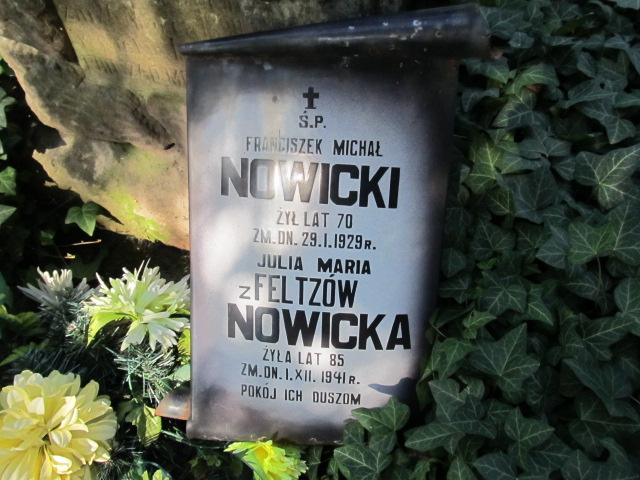 Ś.P.
FRANCISZEK MICHAŁ
NOWICKI
ŻYŁ LAT 70
ZM. DN. 29.I.1929 R.
JULIA MARIA
Z FELTZÓW
NOWICKA
ŻYŁA LAT 85
ZM. DN. I.XII. 1941 R.
POKÓJ ICH DUSZOM